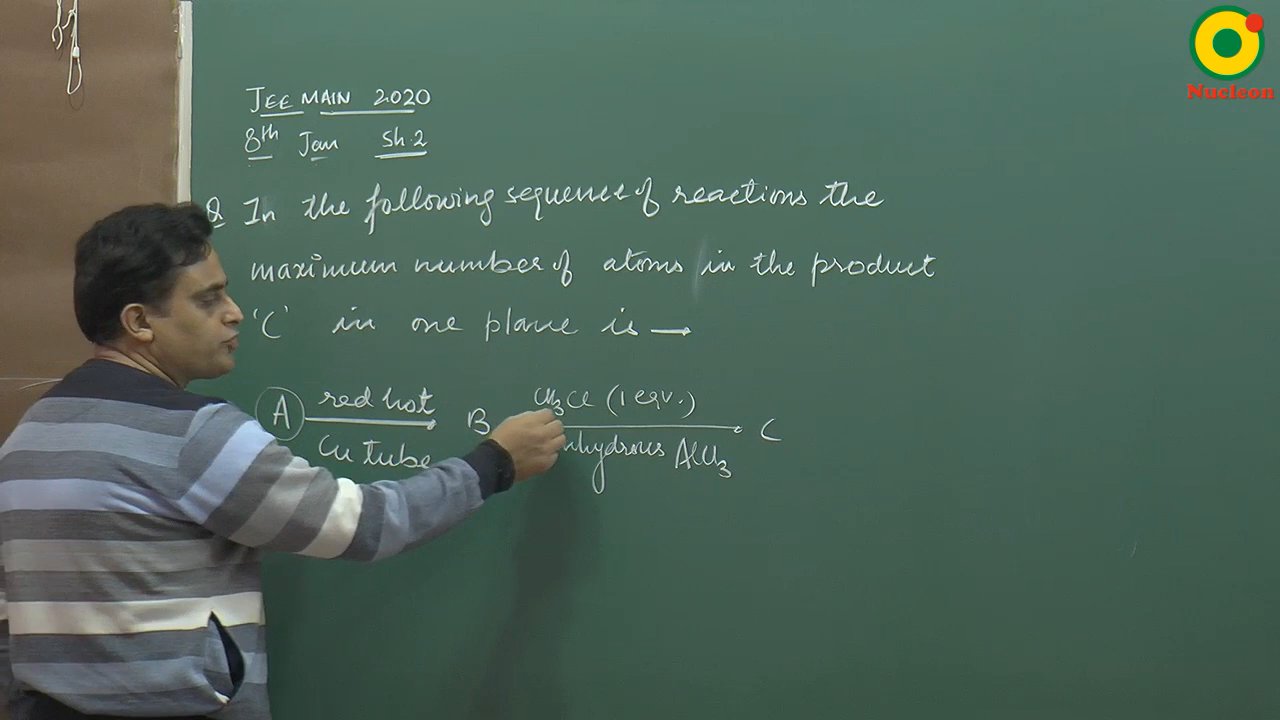 Nucleon
JEE MAIN 2020
8th Jan Sh.2
Q In the following sequence of reactions the
maximum number of atoms in the product
'C' in one plane is →
A red hot Cu tube B CH3Cl (1 eqv.) anhydrous AlCl3 C